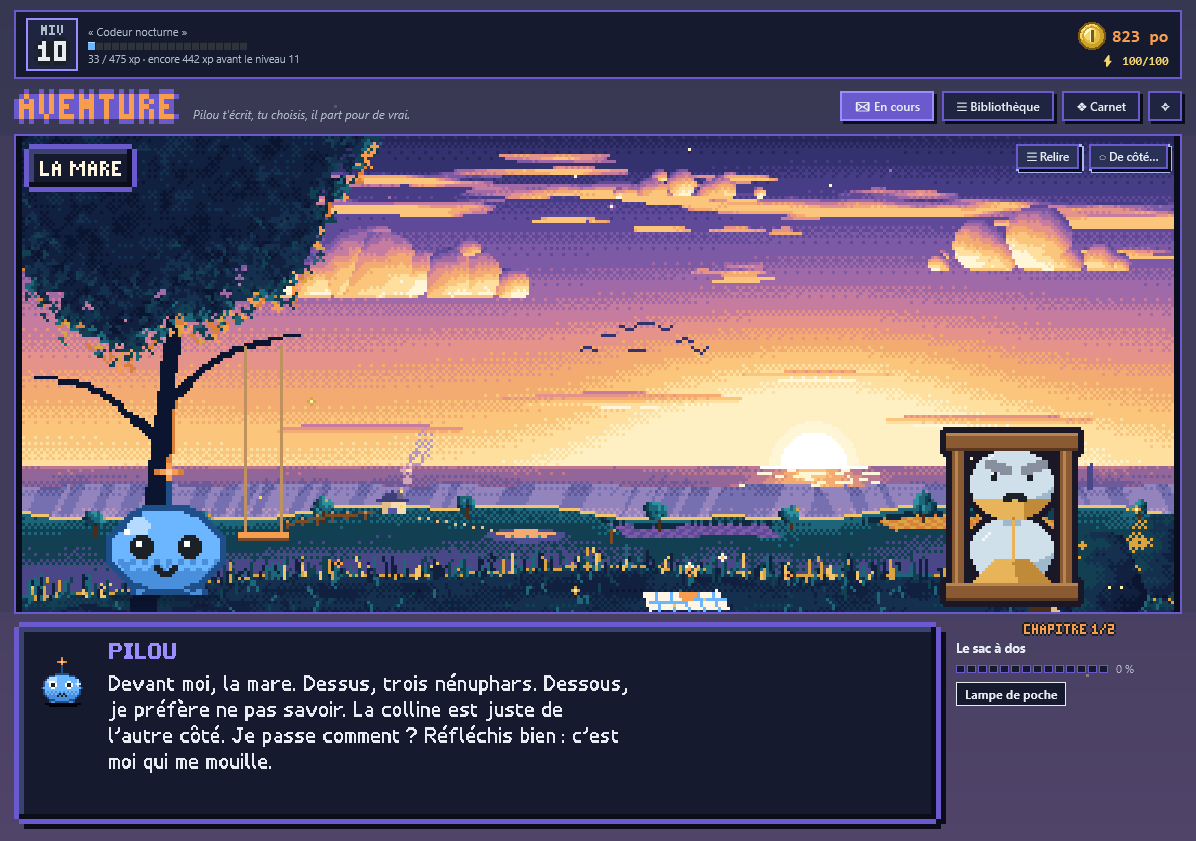 NIV
10
« Codeur nocturne »
33 / 475 xp · encore 442 xp avant le niveau 11
823 po
100/100
AVENTURE
Pilou t'écrit, tu choisis, il part pour de vrai.
En cours
Bibliothèque
Carnet
LA MARE
Relire
De côté...
PILOU
Devant moi, la mare. Dessus, trois nénuphars. Dessous,
je préfère ne pas savoir. La colline est juste de
l'autre côté. Je passe comment ? Réfléchis bien : c'est
moi qui me mouille.
CHAPITRE 1/2
Le sac à dos
0 %
Lampe de poche